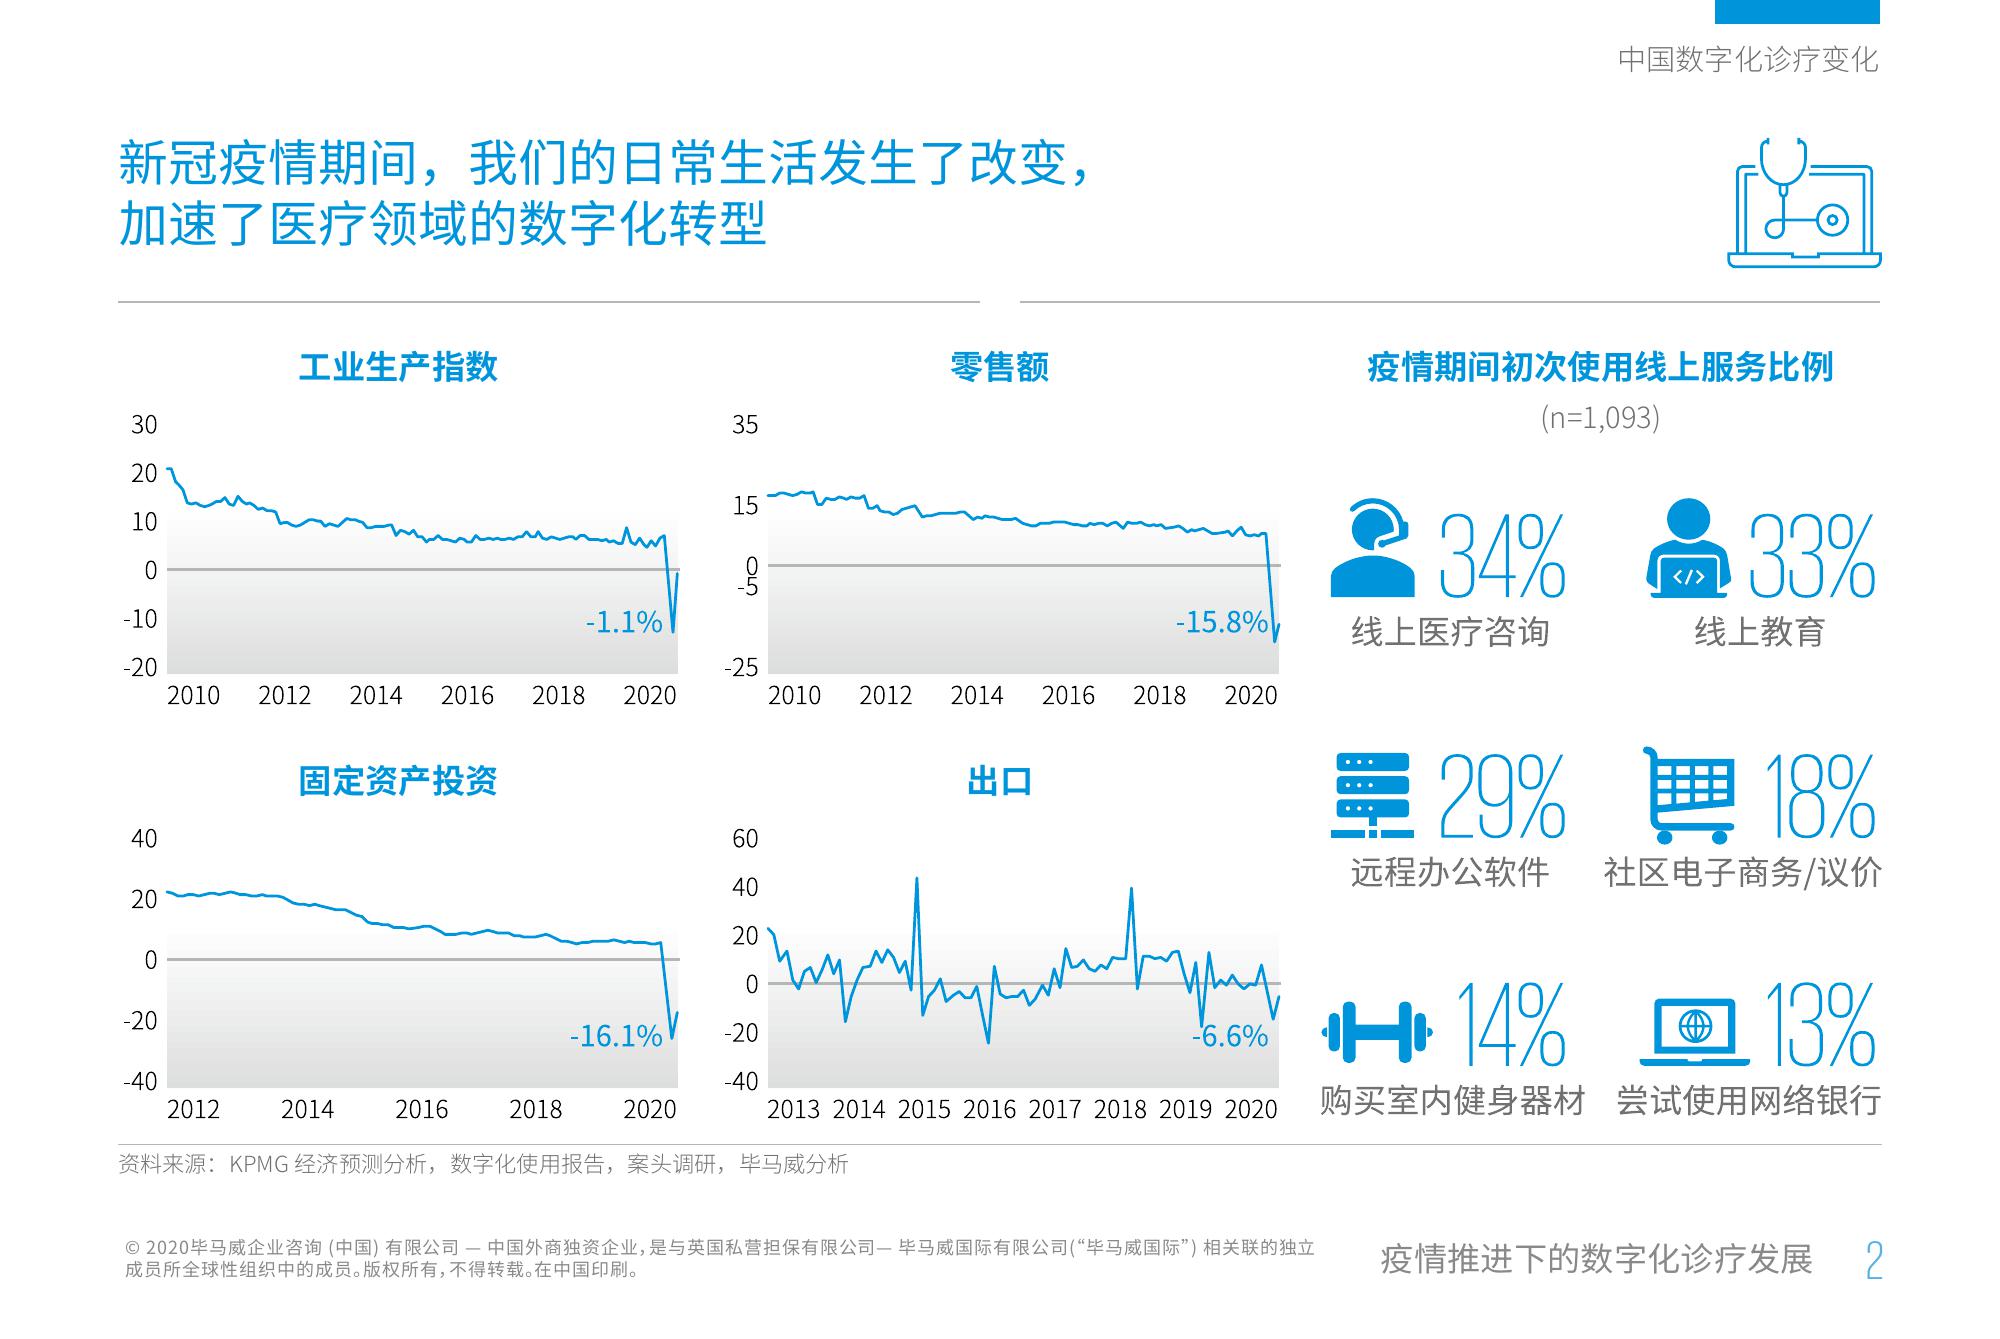 中国数字化诊疗变化
新冠疫情期间，我们的日常生活发生了改变，
加速了医疗领域的数字化转型
工业生产指数
30
20
10
0
-10
-20
-1.1%
2010 2012 2014 2016 2018 2020
零售额
35
15
0
-5
-25
-15.8%
2010 2012 2014 2016 2018 2020
固定资产投资
40
20
0
-20
-40
-16.1%
2012 2014 2016 2018 2020
出口
60
40
20
0
-20
-40
-6.6%
2013 2014 2015 2016 2017 2018 2019 2020
疫情期间初次使用线上服务比例
(n=1,093)
34%
线上医疗咨询
</>
33%
线上教育
29%
远程办公软件
18%
社区电子商务/议价
14%
购买室内健身器材
13%
尝试使用网络银行
资料来源：KPMG 经济预测分析，数字化使用报告，案头调研，毕马威分析
© 2020毕马威企业咨询 (中国) 有限公司 — 中国外商独资企业，是与英国私营担保有限公司— 毕马威国际有限公司(“毕马威国际”) 相关联的独立
成员所全球性组织中的成员。版权所有，不得转载。在中国印刷。
疫情推进下的数字化诊疗发展 2